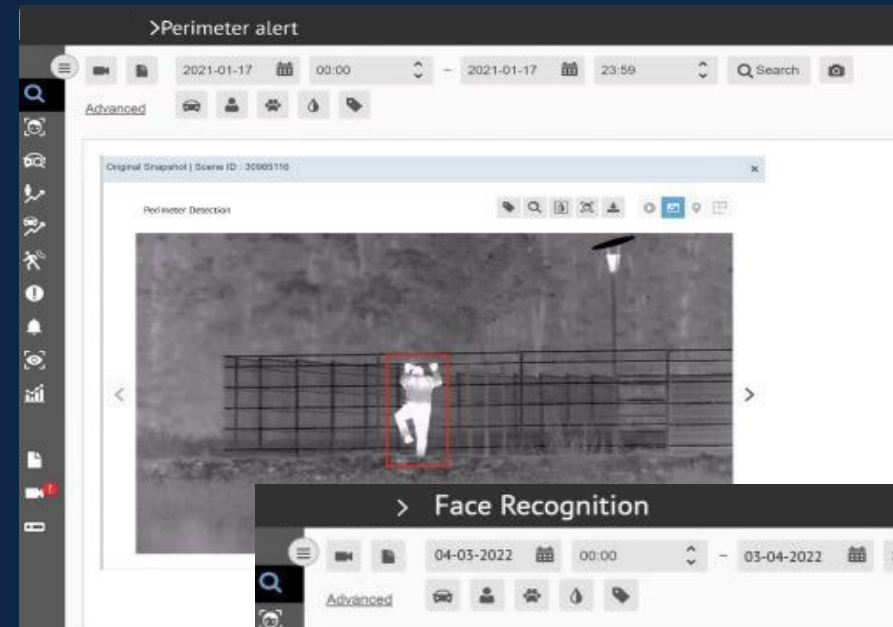 >Perimeter alert
2021-01-17 00:00 - 2021-01-17 23:59 Search
Advanced
Original Snapshot | Scene ID : 30985116
Perimeter Detection
> Face Recognition
04-03-2022 00:00 - 03-04-2022
Advanced